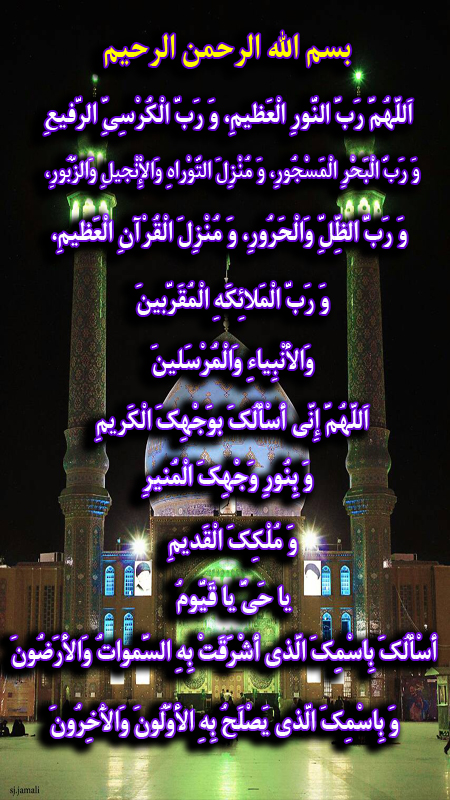 بسم الله الرحمن الرحيم
اَللّهُمَّ رَبَّ النُّورِ الْعَظيمِ، وَ رَبَّ الْكُرْسِىِّ الرَّفيعِ
وَ رَبَّ الْبَحْرِ الْمَسْجُورِ، وَ مُنْزِلَ التَّوْراهِ وَالْأِنْجيلِ وَالزَّبُورِ،
وَ رَبَّ الظِّلِّ وَالْحَرُورِ، وَ مُنْزِلَ الْقُرْآنِ الْعَظيمِ،
وَ رَبَّ الْمَلائِكَهِ الْمُقَرَّبينَ
وَالْأَنْبِياءِ وَالْمُرْسَلينَ
اَللّهُمَّ إِنّى أَسْأَلُكَ بِوَجْهِكَ الْكَريمِ
وَ بِنُورِ وَجْهِكَ الْمُنيرِ
وَ مُلْكِكَ الْقَديمِ
يا حَىُّ يا قَيُّومُ
أَسْأَلُكَ بِاسْمِكَ الَّذى أَشْرَقَتْ بِهِ السَّمواتُ وَالْأَرَضُونَ
وَ بِاسْمِكَ الَّذى يَصْلَحُ بِهِ الْأَوَّلُونَ وَالْآخِرُونَ
sj.jamali